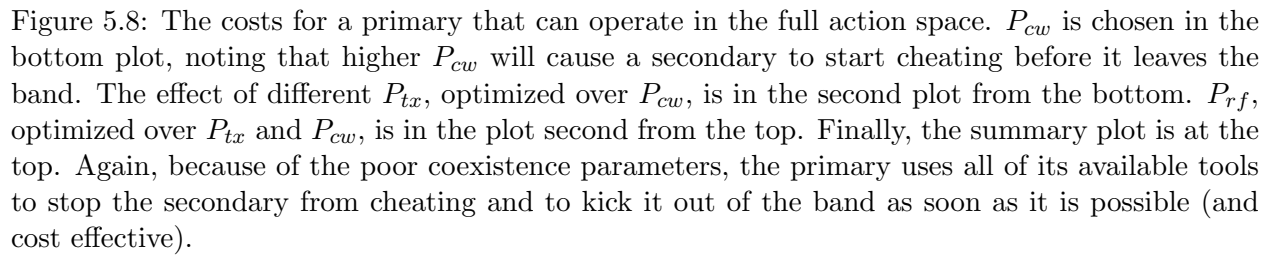 Figure 5.8: The costs for a primary that can operate in the full action space. P_{cw} is chosen in the
bottom plot, noting that higher P_{cw} will cause a secondary to start cheating before it leaves the
band. The effect of different P_{tx}, optimized over P_{cw}, is in the second plot from the bottom. P_{rf},
optimized over P_{tx} and P_{cw}, is in the plot second from the top. Finally, the summary plot is at the
top. Again, because of the poor coexistence parameters, the primary uses all of its available tools
to stop the secondary from cheating and to kick it out of the band as soon as it is possible (and
cost effective).